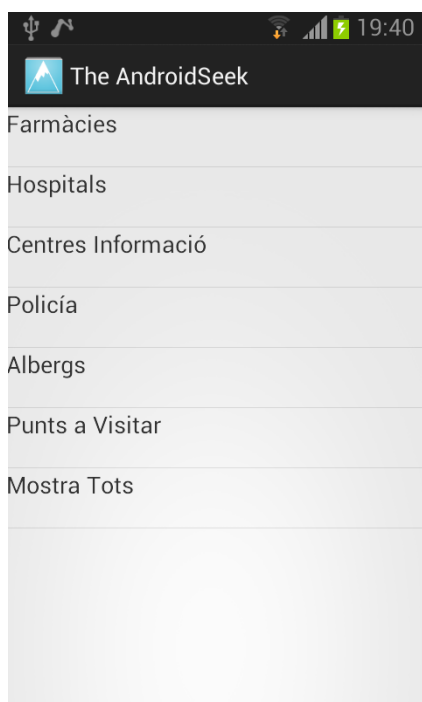 19:40
The AndroidSeek
Farmàcies
Hospitals
Centres Informació
Policía
Albergs
Punts a Visitar
Mostra Tots